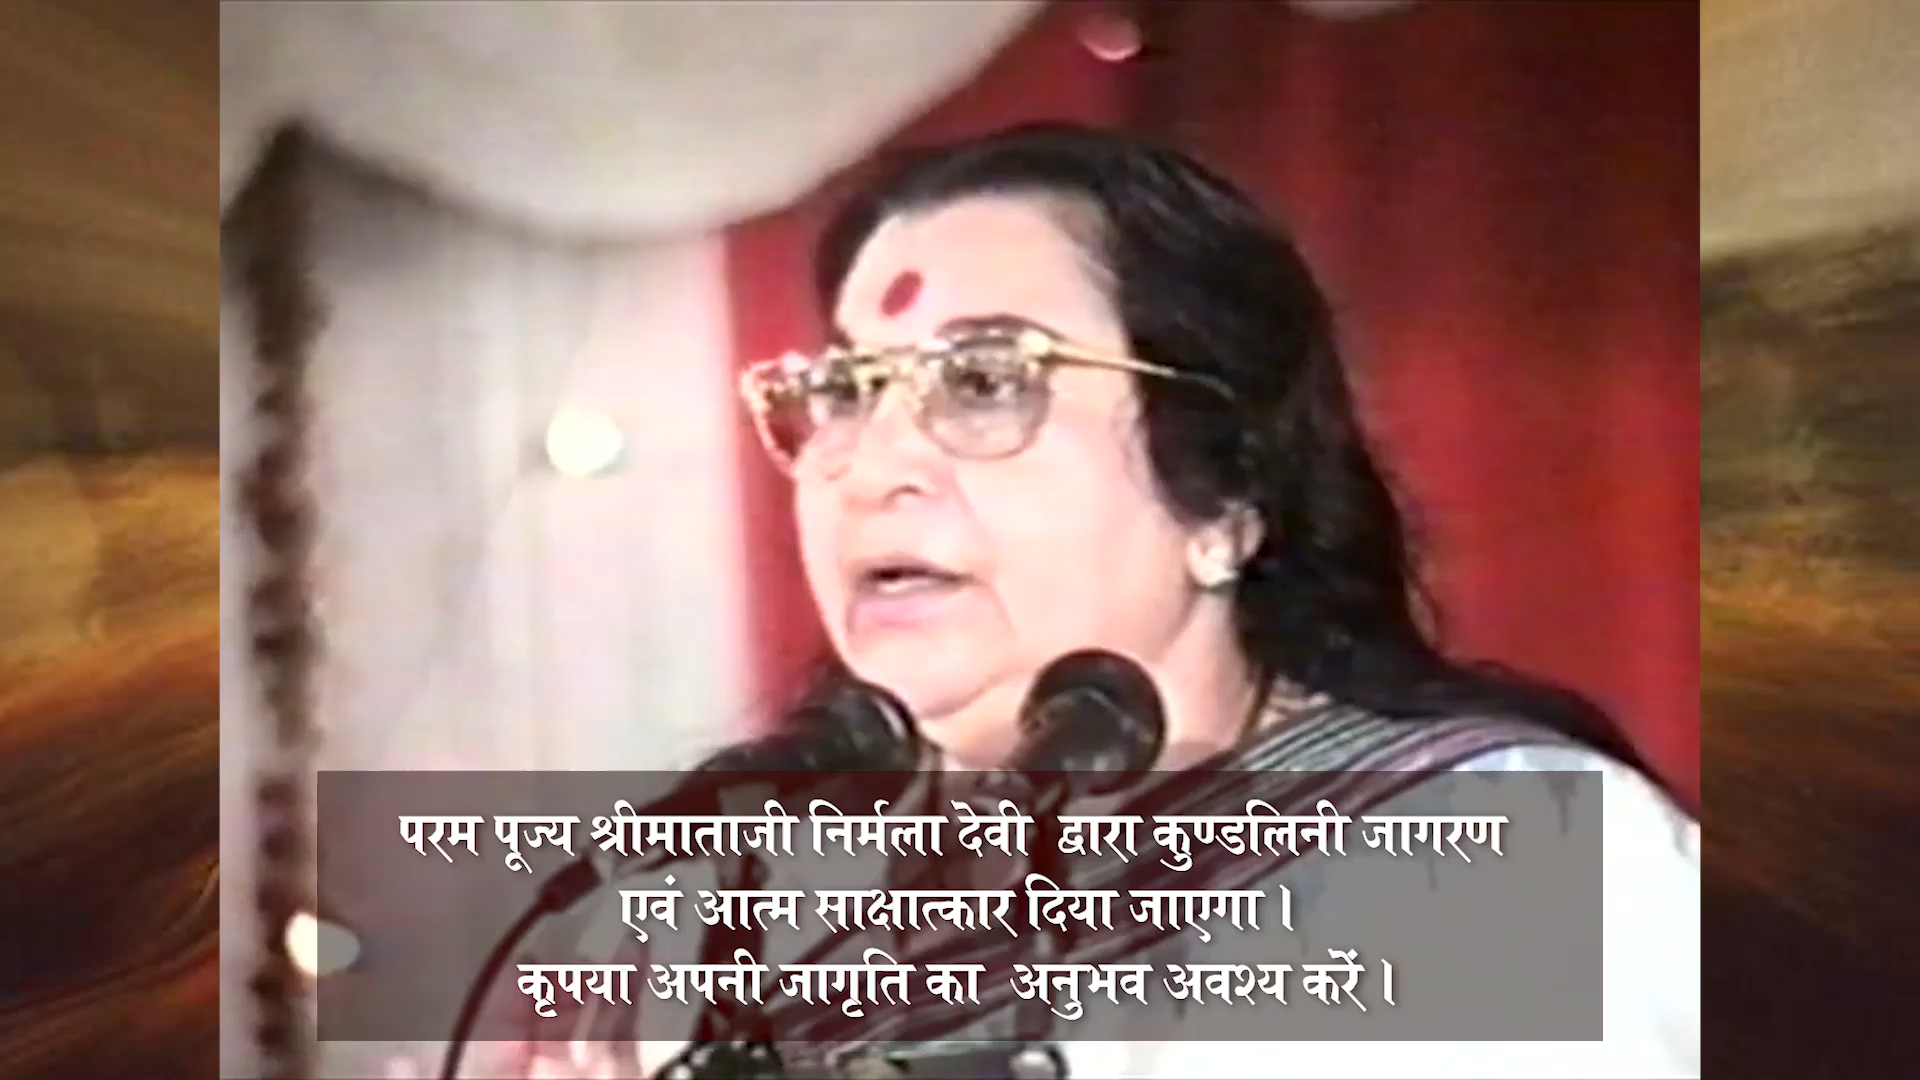 परम पूज्य श्रीमाताजी निर्मला देवी द्वारा कुण्डलिनी जागरण
एवं आत्म साक्षात्कार दिया जाएगा।
कृपया अपनी जागृति का अनुभव अवश्य करें।